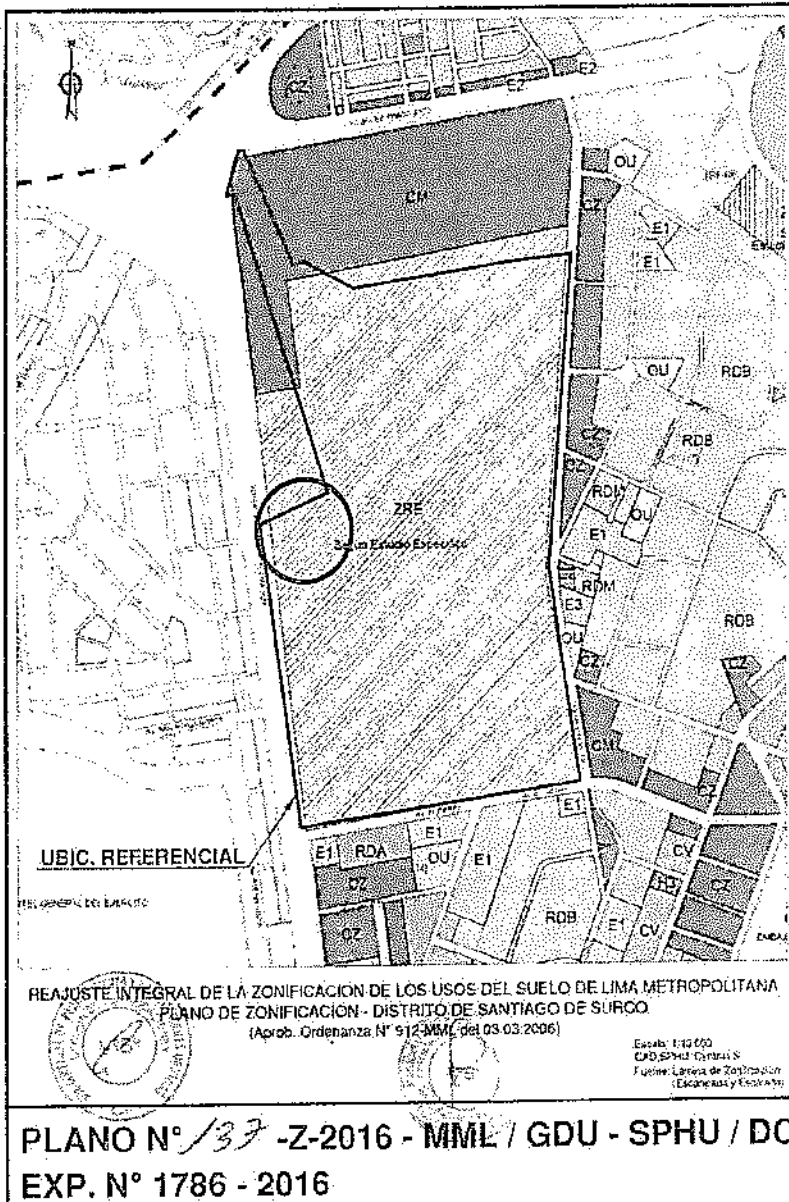 CZ
E2
E2
CM
OU
CZ
E1
E1
OU
RDB
RDB
CZ
CZ
RDM
OU
ZRE
E1
RDM
E3
OU
CZ
RDB
CZ
CM
CZ
E1
UBIC. REFERENCIAL
E1
RDA
E1
OU
E1
CV
CZ
CZ
CZ
RDB
E1
CV
REAJUSTE INTEGRAL DE LA ZONIFICACIÓN DE LOS USOS DEL SUELO DE LIMA METROPOLITANA
PLANO DE ZONIFICACIÓN - DISTRITO DE SANTIAGO DE SURCO
(Aprob. Ordenanza N° 912-MML del 03.03.2006)
PLANO N° 137 -Z-2016 - MML / GDU - SPHU / DC
EXP. N° 1786 - 2016